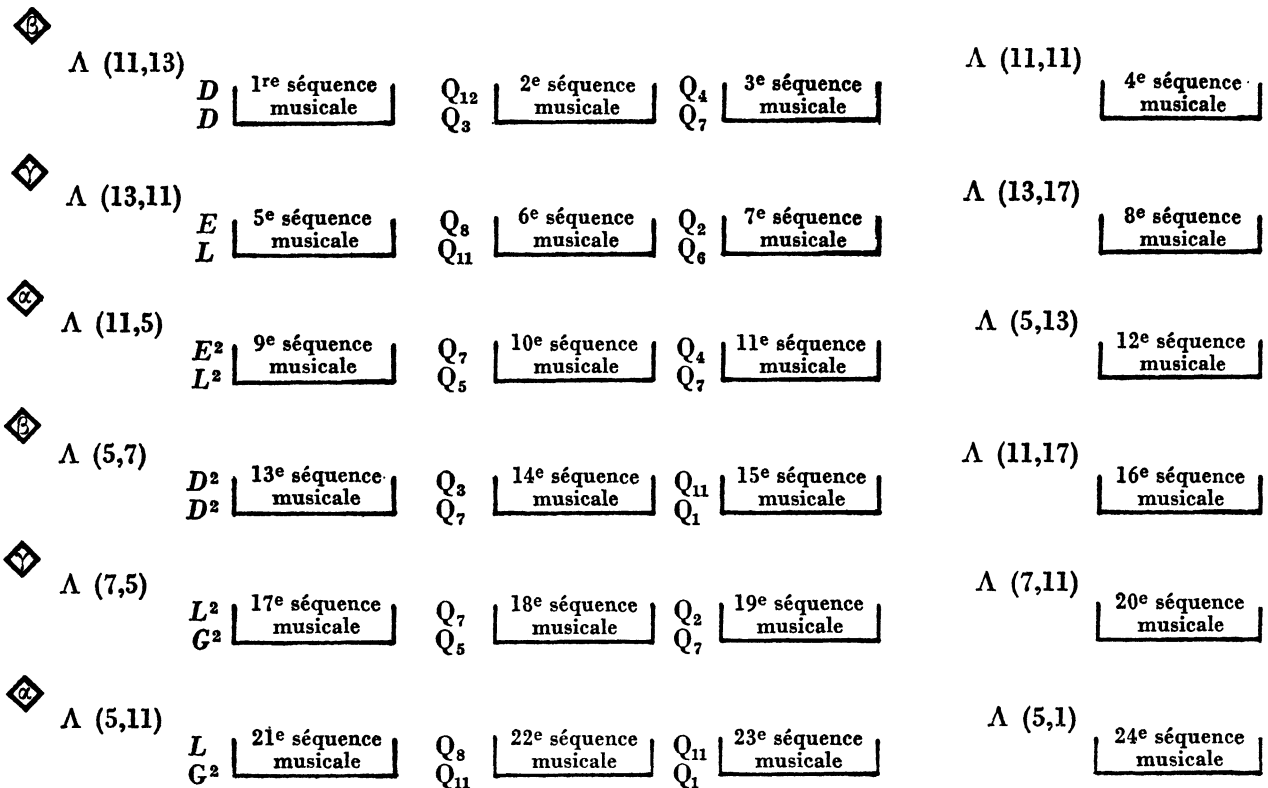 β
Λ (11,13) Λ (11,11)
D 1re séquence Q12 2e séquence Q4 3e séquence 4e séquence
D musicale Q3 musicale Q7 musicale musicale
γ
Λ (13,11) Λ (13,17)
E 5e séquence Q8 6e séquence Q2 7e séquence 8e séquence
L musicale Q11 musicale Q6 musicale musicale
α
Λ (11,5) Λ (5,13)
E² 9e séquence Q7 10e séquence Q4 11e séquence 12e séquence
L² musicale Q5 musicale Q7 musicale musicale
β
Λ (5,7) Λ (11,17)
D² 13e séquence Q3 14e séquence Q11 15e séquence 16e séquence
D² musicale Q7 musicale Q1 musicale musicale
γ
Λ (7,5) Λ (7,11)
L² 17e séquence Q7 18e séquence Q2 19e séquence 20e séquence
G² musicale Q5 musicale Q7 musicale musicale
α
Λ (5,11) Λ (5,1)
L 21e séquence Q8 22e séquence Q11 23e séquence 24e séquence
G² musicale Q11 musicale Q1 musicale musicale